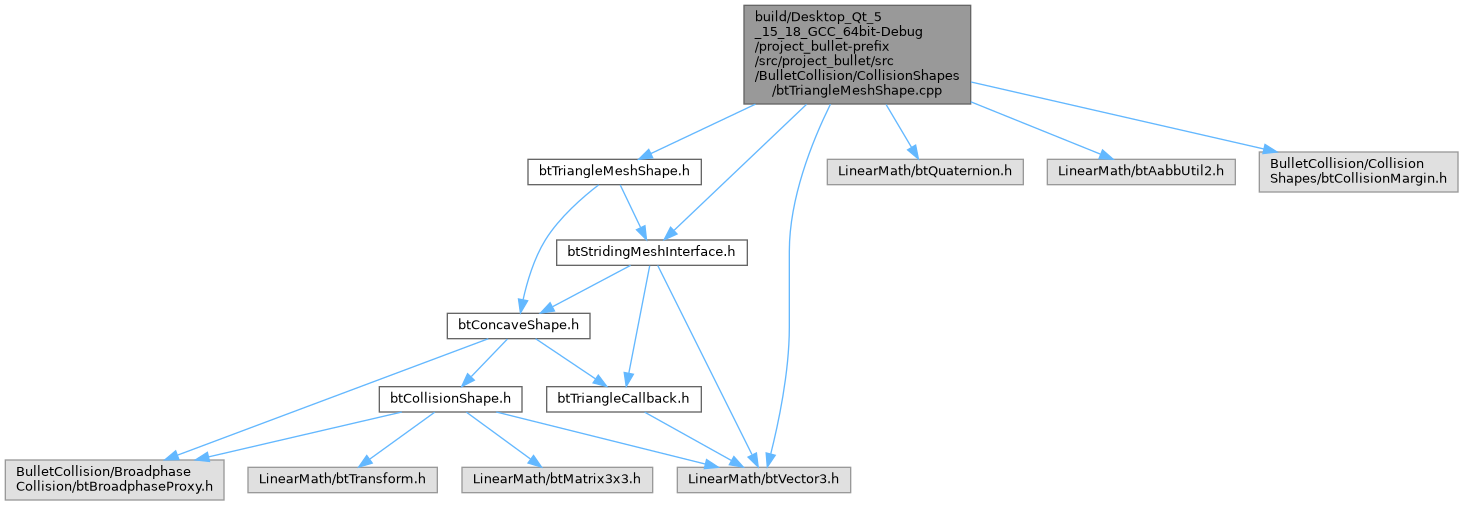 build/Desktop_Qt_5
_15_18_GCC_64bit-Debug
/project_bullet-prefix
/src/project_bullet/src
/BulletCollision/CollisionShapes
/btTriangleMeshShape.cpp
btTriangleMeshShape.h
LinearMath/btQuaternion.h
LinearMath/btAabbUtil2.h
BulletCollision/Collision
Shapes/btCollisionMargin.h
btStridingMeshInterface.h
btConcaveShape.h
btCollisionShape.h
btTriangleCallback.h
BulletCollision/Broadphase
Collision/btBroadphaseProxy.h
LinearMath/btTransform.h
LinearMath/btMatrix3x3.h
LinearMath/btVector3.h